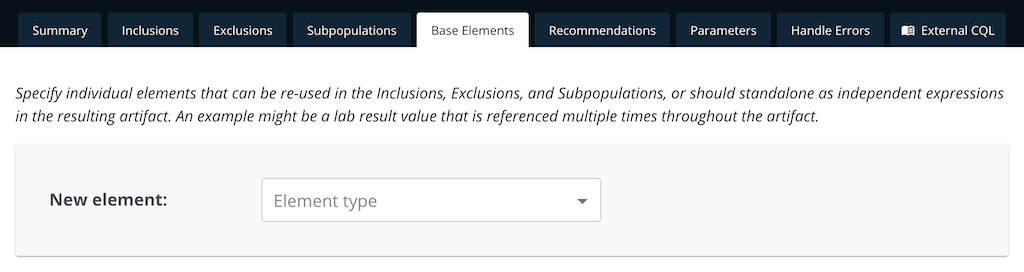 Summary Inclusions Exclusions Subpopulations Base Elements Recommendations Parameters Handle Errors External CQL
Specify individual elements that can be re-used in the Inclusions, Exclusions, and Subpopulations, or should standalone as independent expressions
in the resulting artifact. An example might be a lab result value that is referenced multiple times throughout the artifact.
New element: Element type